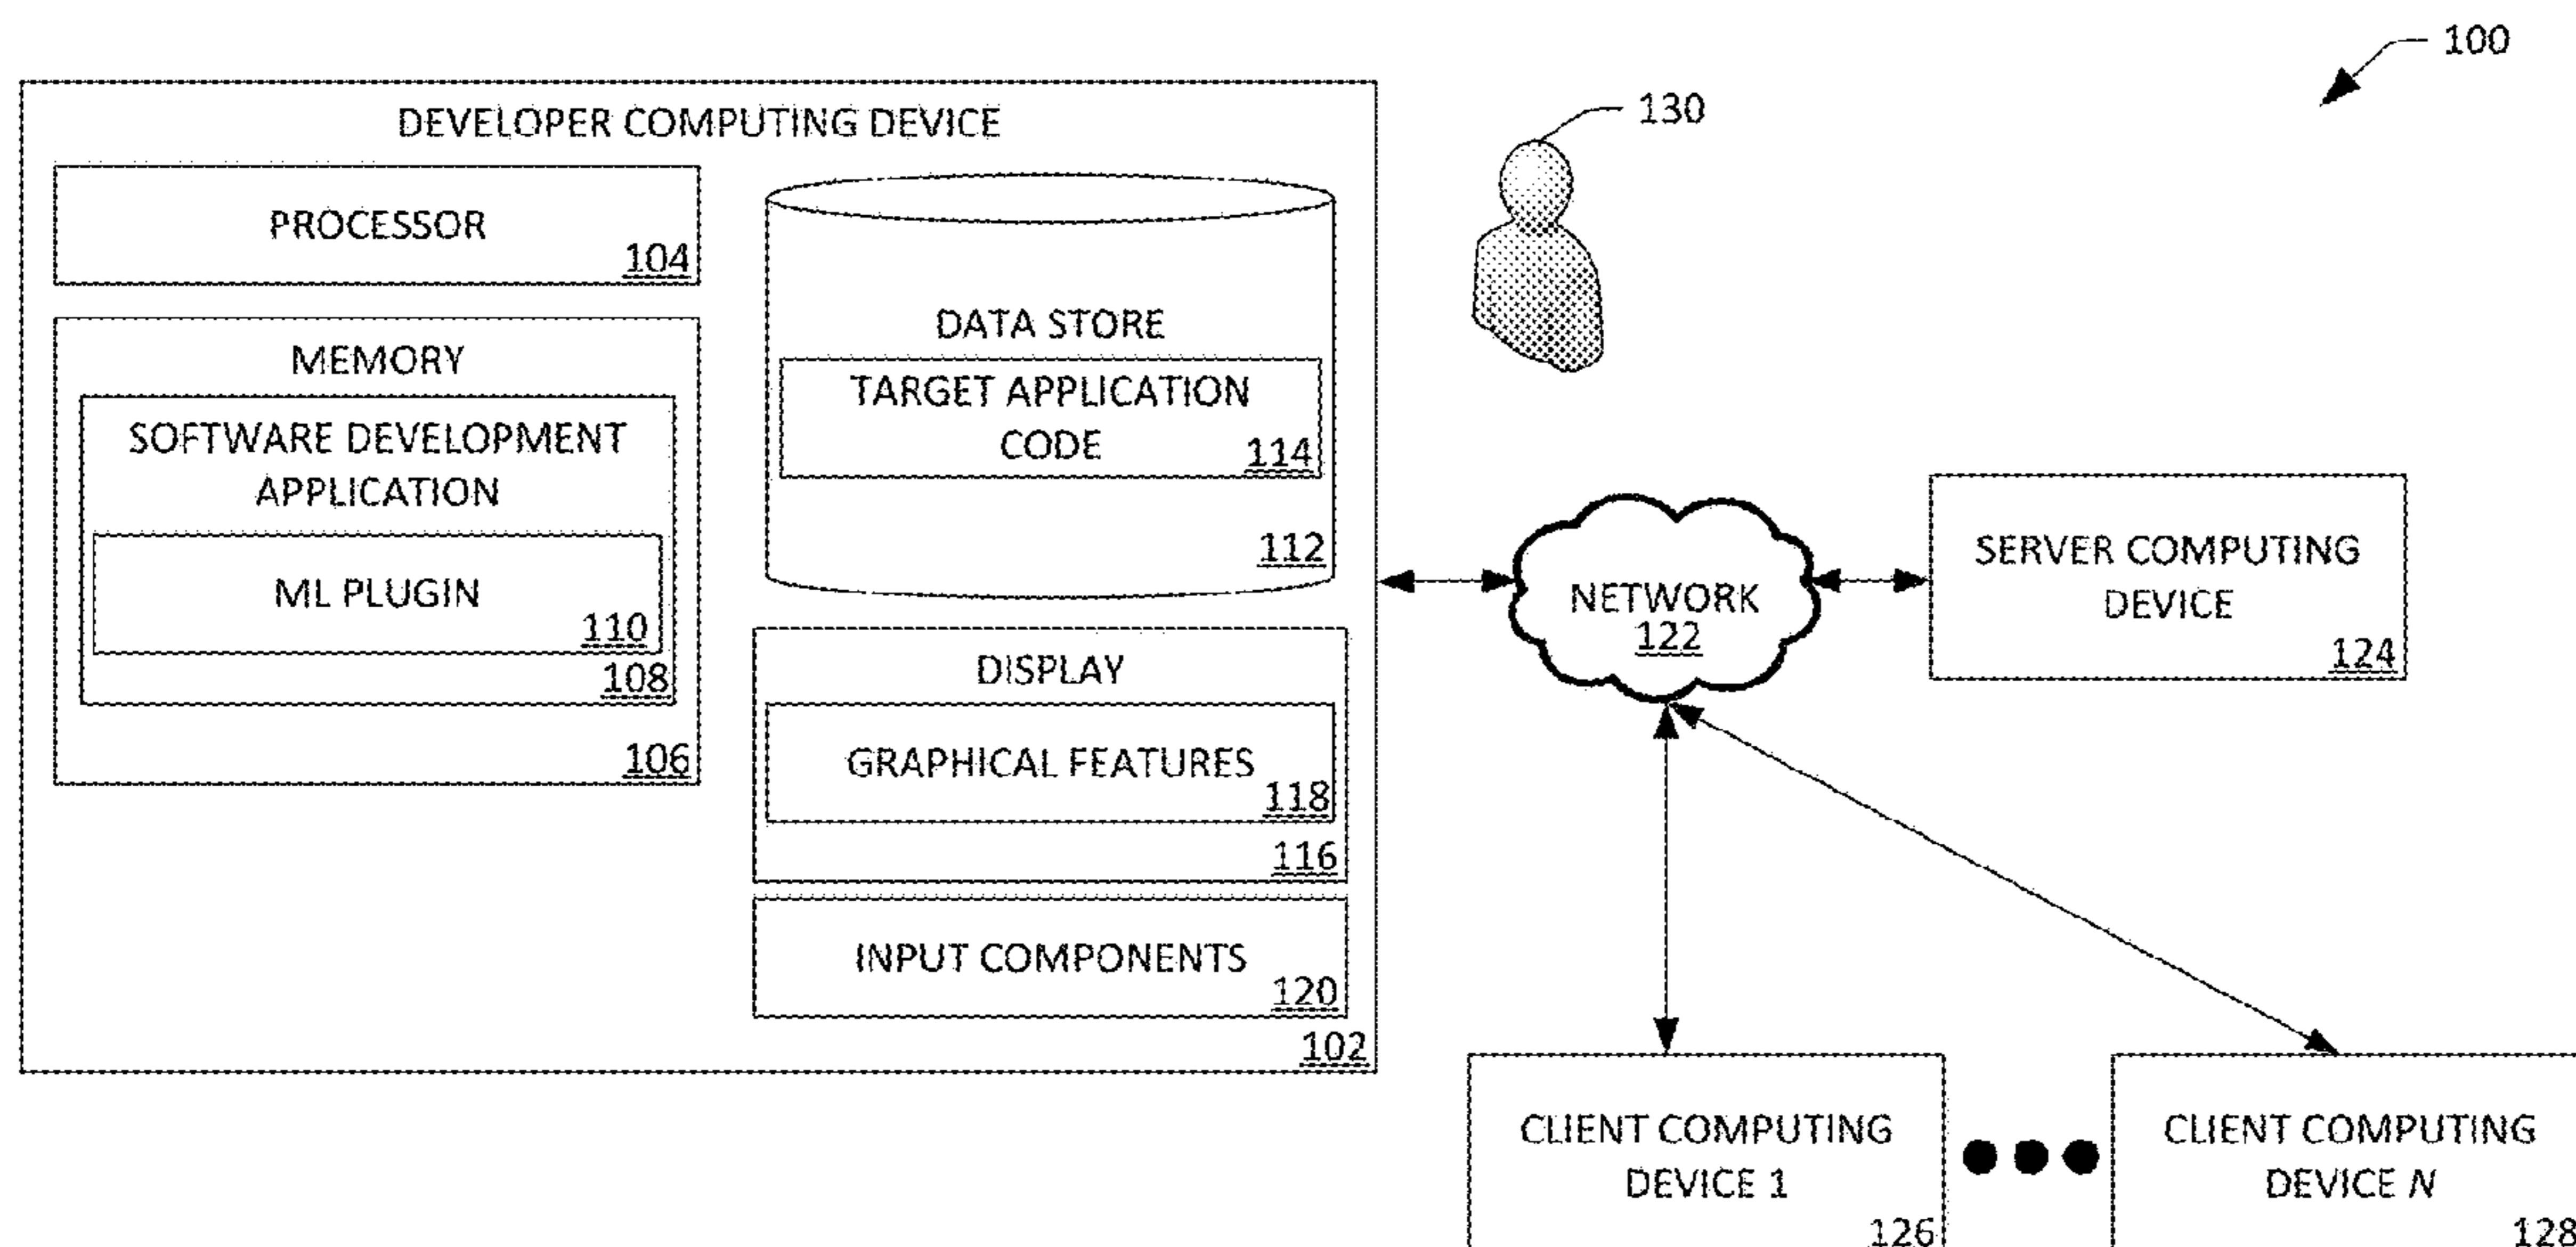 100
130
DEVELOPER COMPUTING DEVICE
PROCESSOR
104
MEMORY
SOFTWARE DEVELOPMENT
APPLICATION
ML PLUGIN
110
108
106
DATA STORE
TARGET APPLICATION
CODE
114
112
DISPLAY
GRAPHICAL FEATURES
118
116
INPUT COMPONENTS
120
102
NETWORK
122
SERVER COMPUTING
DEVICE
124
CLIENT COMPUTING
DEVICE 1
126
CLIENT COMPUTING
DEVICE N
128